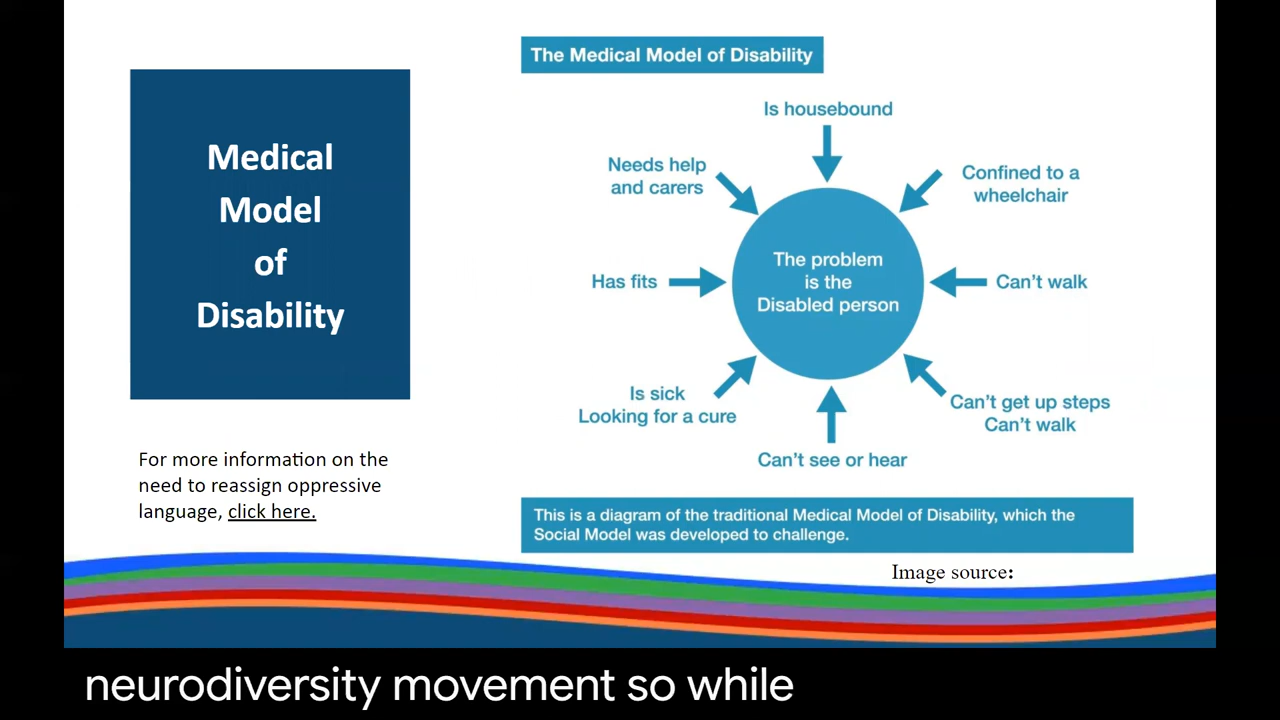 Medical
Model
of
Disability
For more information on the
need to reassign oppressive
language, click here.
The Medical Model of Disability
Is housebound
Needs help
and carers
Confined to a
wheelchair
Has fits
The problem
is the
Disabled person
Can't walk
Is sick
Looking for a cure
Can't get up steps
Can't walk
Can't see or hear
This is a diagram of the traditional Medical Model of Disability, which the
Social Model was developed to challenge.
Image source:
neurodiversity movement so while